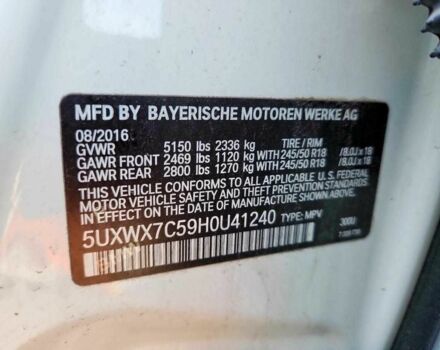 MFD BY BAYERISCHE MOTOREN WERKE AG
08/2016
GVWR 5150 lbs 2336 kg TIRE / RIM
GAWR FRONT 2469 lbs 1120 kg WITH 245/50 R18 /8.0J x 18
GAWR REAR 2800 lbs 1270 kg WITH 245/50 R18 /8.0J x 18
THIS VEHICLE CONFORMS TO ALL APPLICABLE U.S. FEDERAL
MOTOR VEHICLE SAFETY, BUMPER, AND THEFT PREVENTION
STANDARDS IN EFFECT ON THE DATE OF MANUFACTURE SHOWN ABOVE.
5UXWX7C59H0U41240 TYPE: MPV 300U